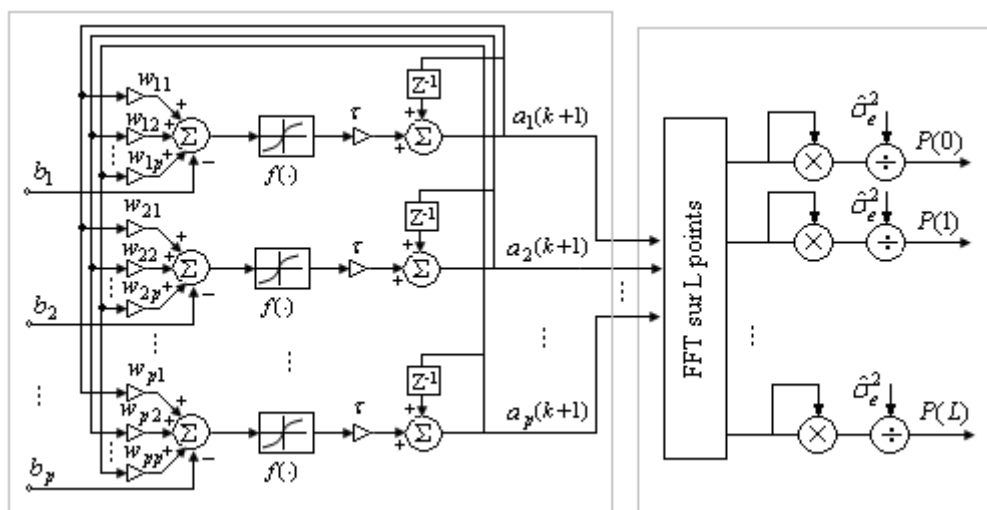 w₁₁
w₁₂
w₁ₚ
b₁
+
+
+
−
Σ
f(·)
τ
Z⁻¹
+
+
Σ
a₁(k+1)
w₂₁
w₂₂
w₂ₚ
b₂
+
+
+
−
Σ
f(·)
τ
Z⁻¹
+
+
Σ
a₂(k+1)
wₚ₁
wₚ₂
wₚₚ
bₚ
+
+
+
−
Σ
f(·)
τ
Z⁻¹
+
+
Σ
aₚ(k+1)
FFT sur L points
×
σ̂ₑ²
÷
P(0)
×
σ̂ₑ²
÷
P(1)
×
σ̂ₑ²
÷
P(L)